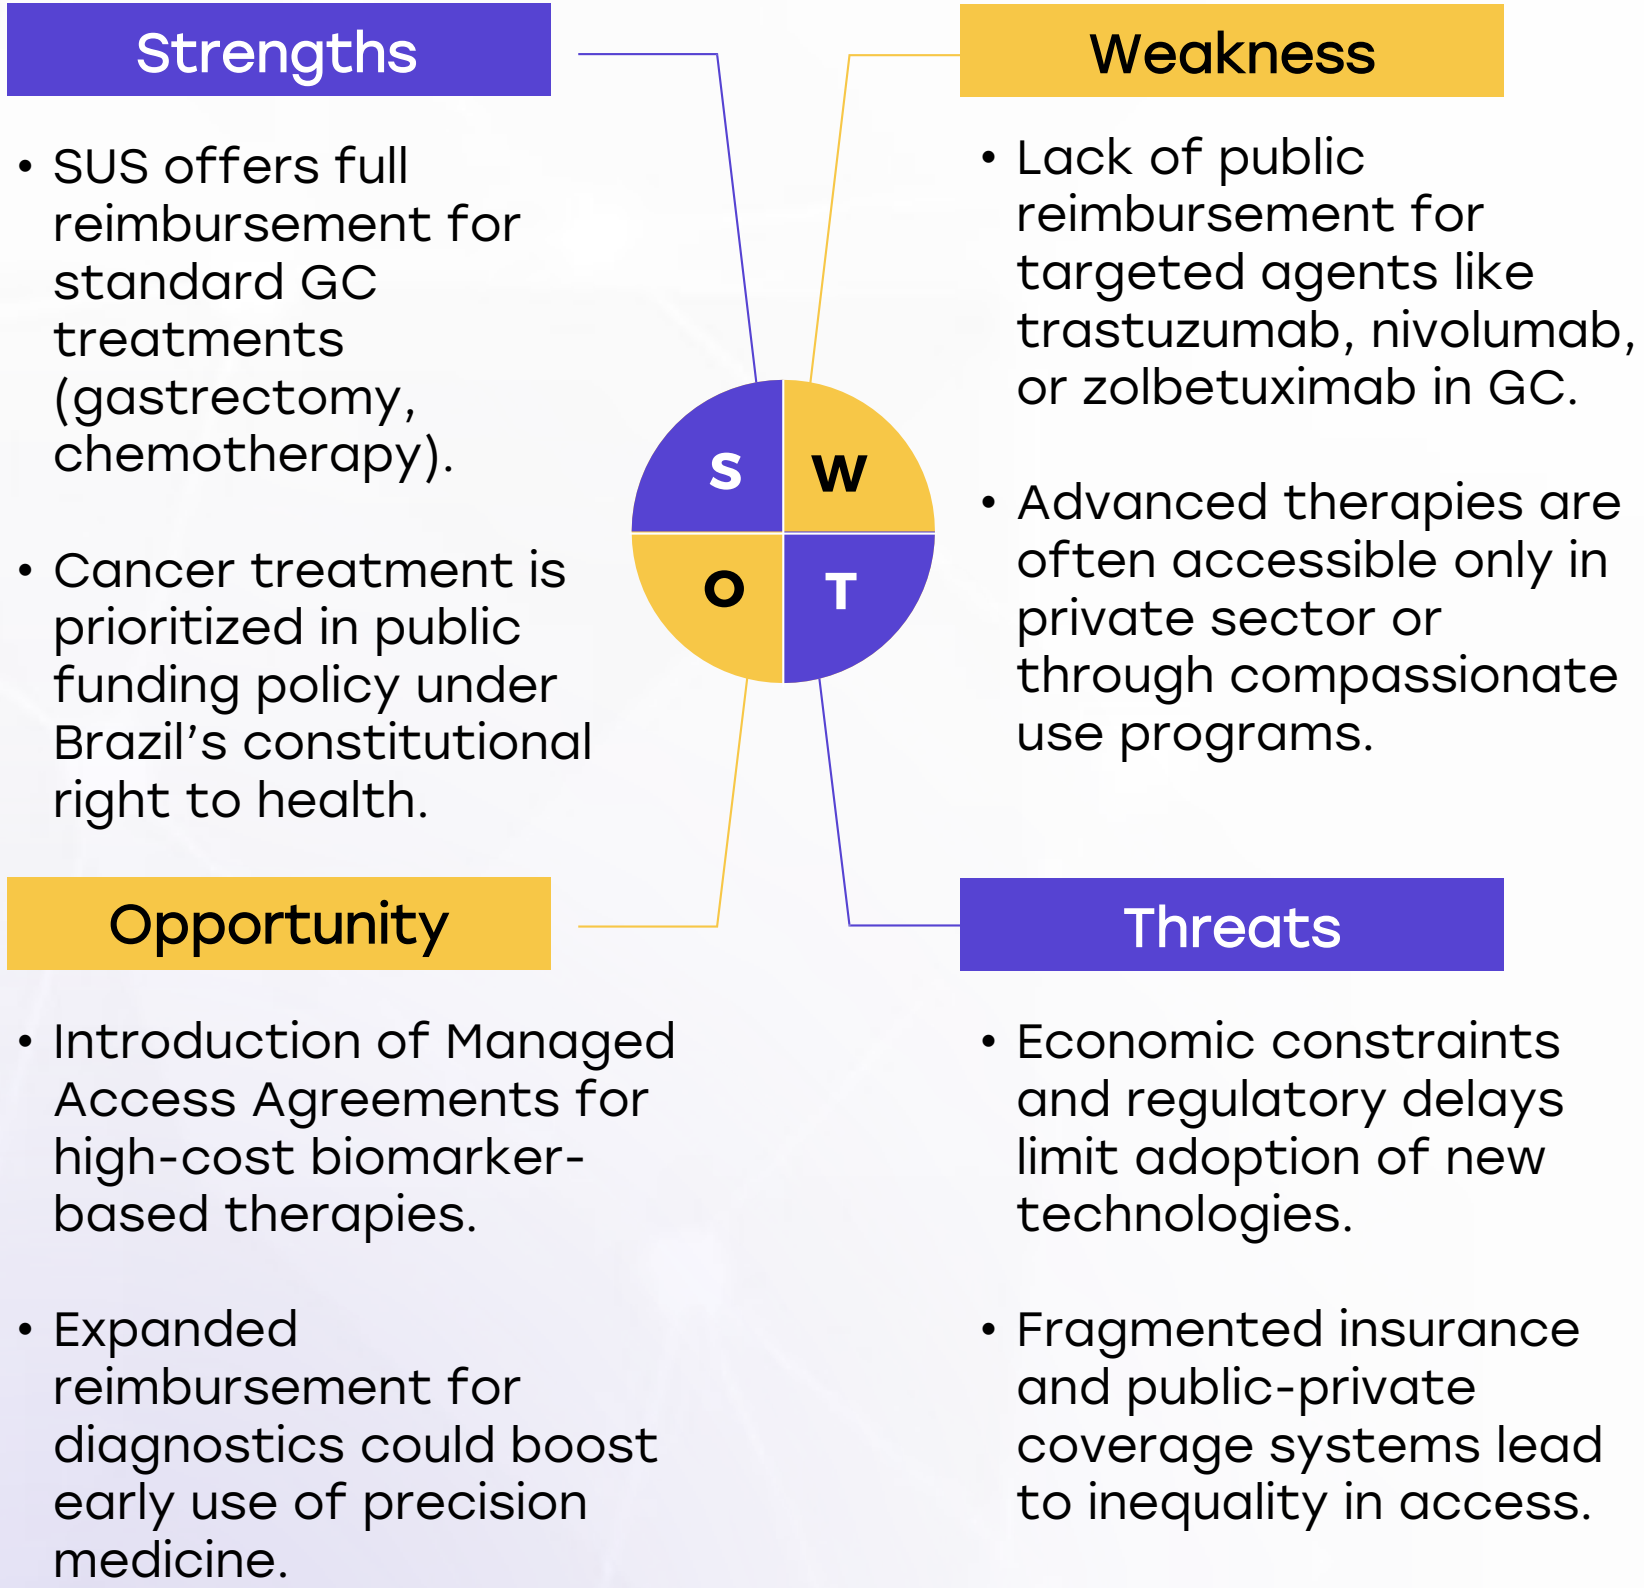 Strengths
• SUS offers full
reimbursement for
standard GC
treatments
(gastrectomy,
chemotherapy).
• Cancer treatment is
prioritized in public
funding policy under
Brazil’s constitutional
right to health.
Weakness
• Lack of public
reimbursement for
targeted agents like
trastuzumab, nivolumab,
or zolbetuximab in GC.
• Advanced therapies are
often accessible only in
private sector or
through compassionate
use programs.
S
W
O
T
Opportunity
• Introduction of Managed
Access Agreements for
high-cost biomarker-
based therapies.
• Expanded
reimbursement for
diagnostics could boost
early use of precision
medicine.
Threats
• Economic constraints
and regulatory delays
limit adoption of new
technologies.
• Fragmented insurance
and public-private
coverage systems lead
to inequality in access.